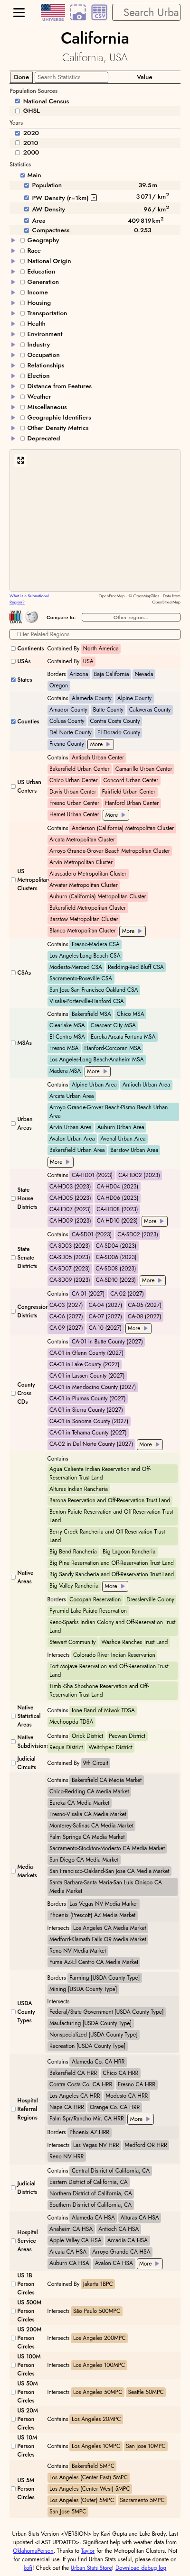 UNIVERSE
CSV
Search Urba
California
California, USA
Done
Search Statistics
Value
Population Sources
National Census
GHSL
Years
2020
2010
2000
Statistics
Main
Population 39.5m
PW Density (r=1km) 3 071 / km2
AW Density 96 / km2
Area 409 819km2
Compactness 0.253
Geography
Race
National Origin
Education
Generation
Income
Housing
Transportation
Health
Environment
Industry
Occupation
Relationships
Election
Distance from Features
Weather
Miscellaneous
Geographic Identifiers
Other Density Metrics
Deprecated
What is a Subnational Region?
OpenFreeMap © OpenMapTiles Data from OpenStreetMap
WIKI DATA
Compare to: Other region...
Filter Related Regions
Continents Contained By North America
USAs Contained By USA
States Borders Arizona Baja California Nevada
Oregon
Counties Contains Alameda County Alpine County
Amador County Butte County Calaveras County
Colusa County Contra Costa County
Del Norte County El Dorado County
Fresno County More
US Urban Centers Contains Antioch Urban Center
Bakersfield Urban Center Camarillo Urban Center
Chico Urban Center Concord Urban Center
Davis Urban Center Fairfield Urban Center
Fresno Urban Center Hanford Urban Center
Hemet Urban Center More
US Metropolitan Clusters Contains Anderson (California) Metropolitan Cluster
Arcata Metropolitan Cluster
Arroyo Grande-Grover Beach Metropolitan Cluster
Arvin Metropolitan Cluster
Atascadero Metropolitan Cluster
Atwater Metropolitan Cluster
Auburn (California) Metropolitan Cluster
Bakersfield Metropolitan Cluster
Barstow Metropolitan Cluster
Blanco Metropolitan Cluster More
CSAs Contains Fresno-Madera CSA
Los Angeles-Long Beach CSA
Modesto-Merced CSA Redding-Red Bluff CSA
Sacramento-Roseville CSA
San Jose-San Francisco-Oakland CSA
Visalia-Porterville-Hanford CSA
MSAs Contains Bakersfield MSA Chico MSA
Clearlake MSA Crescent City MSA
El Centro MSA Eureka-Arcata-Fortuna MSA
Fresno MSA Hanford-Corcoran MSA
Los Angeles-Long Beach-Anaheim MSA
Madera MSA More
Urban Areas Contains Alpine Urban Area Antioch Urban Area
Arcata Urban Area
Arroyo Grande-Grover Beach-Pismo Beach Urban Area
Arvin Urban Area Auburn Urban Area
Avalon Urban Area Avenal Urban Area
Bakersfield Urban Area Barstow Urban Area
More
State House Districts Contains CA-HD01 (2023) CA-HD02 (2023)
CA-HD03 (2023) CA-HD04 (2023)
CA-HD05 (2023) CA-HD06 (2023)
CA-HD07 (2023) CA-HD08 (2023)
CA-HD09 (2023) CA-HD10 (2023) More
State Senate Districts Contains CA-SD01 (2023) CA-SD02 (2023)
CA-SD03 (2023) CA-SD04 (2023)
CA-SD05 (2023) CA-SD06 (2023)
CA-SD07 (2023) CA-SD08 (2023)
CA-SD09 (2023) CA-SD10 (2023) More
Congressional Districts Contains CA-01 (2027) CA-02 (2027)
CA-03 (2027) CA-04 (2027) CA-05 (2027)
CA-06 (2027) CA-07 (2027) CA-08 (2027)
CA-09 (2027) CA-10 (2027) More
County Cross CDs Contains CA-01 in Butte County (2027)
CA-01 in Glenn County (2027)
CA-01 in Lake County (2027)
CA-01 in Lassen County (2027)
CA-01 in Mendocino County (2027)
CA-01 in Plumas County (2027)
CA-01 in Sierra County (2027)
CA-01 in Sonoma County (2027)
CA-01 in Tehama County (2027)
CA-02 in Del Norte County (2027) More
Native Areas Contains
Agua Caliente Indian Reservation and Off-Reservation Trust Land
Alturas Indian Rancheria
Barona Reservation and Off-Reservation Trust Land
Benton Paiute Reservation and Off-Reservation Trust Land
Berry Creek Rancheria and Off-Reservation Trust Land
Big Bend Rancheria Big Lagoon Rancheria
Big Pine Reservation and Off-Reservation Trust Land
Big Sandy Rancheria and Off-Reservation Trust Land
Big Valley Rancheria More
Borders Cocopah Reservation Dresslerville Colony
Pyramid Lake Paiute Reservation
Reno-Sparks Indian Colony and Off-Reservation Trust Land
Stewart Community Washoe Ranches Trust Land
Intersects Colorado River Indian Reservation
Fort Mojave Reservation and Off-Reservation Trust Land
Timbi-Sha Shoshone Reservation and Off-Reservation Trust Land
Native Statistical Areas Contains Ione Band of Miwok TDSA
Mechoopda TDSA
Native Subdivisions Contains Orick District Pecwan District
Requa District Weitchpec District
Judicial Circuits Contained By 9th Circuit
Media Markets Contains Bakersfield CA Media Market
Chico-Redding CA Media Market
Eureka CA Media Market
Fresno-Visalia CA Media Market
Monterey-Salinas CA Media Market
Palm Springs CA Media Market
Sacramento-Stockton-Modesto CA Media Market
San Diego CA Media Market
San Francisco-Oakland-San Jose CA Media Market
Santa Barbara-Santa Maria-San Luis Obispo CA Media Market
Borders Las Vegas NV Media Market
Phoenix (Prescott) AZ Media Market
Intersects Los Angeles CA Media Market
Medford-Klamath Falls OR Media Market
Reno NV Media Market
Yuma AZ-El Centro CA Media Market
USDA County Types Borders Farming [USDA County Type]
Mining [USDA County Type]
Intersects
Federal/State Government [USDA County Type]
Maufacturing [USDA County Type]
Nonspecialized [USDA County Type]
Recreation [USDA County Type]
Hospital Referral Regions Contains Alameda Co. CA HRR
Bakersfield CA HRR Chico CA HRR
Contra Costa Co. CA HRR Fresno CA HRR
Los Angeles CA HRR Modesto CA HRR
Napa CA HRR Orange Co. CA HRR
Palm Spr/Rancho Mir. CA HRR More
Borders Phoenix AZ HRR
Intersects Las Vegas NV HRR Medford OR HRR
Reno NV HRR
Judicial Districts Contains Central District of California, CA
Eastern District of California, CA
Northern District of California, CA
Southern District of California, CA
Hospital Service Areas Contains Alameda CA HSA Alturas CA HSA
Anaheim CA HSA Antioch CA HSA
Apple Valley CA HSA Arcadia CA HSA
Arcata CA HSA Arroyo Grande CA HSA
Auburn CA HSA Avalon CA HSA More
US 1B Person Circles Contained By Jakarta 1BPC
US 500M Person Circles Intersects São Paulo 500MPC
US 200M Person Circles Intersects Los Angeles 200MPC
US 100M Person Circles Intersects Los Angeles 100MPC
US 50M Person Circles Intersects Los Angeles 50MPC Seattle 50MPC
US 20M Person Circles Contains Los Angeles 20MPC
US 10M Person Circles Contains Los Angeles 10MPC San Jose 10MPC
US 5M Person Circles Contains Bakersfield 5MPC
Los Angeles (Center East) 5MPC
Los Angeles (Center West) 5MPC
Los Angeles (Outer) 5MPC Sacramento 5MPC
San Jose 5MPC
Urban Stats Version <VERSION> by Kavi Gupta and Luke Brody. Last
updated <LAST UPDATED>. Significant help with weather data from
OklahomaPerson. Thanks to Taylor for helping promote the site! For
commercial use, please email me. If you find Urban Stats useful, please do
kofi! Check out the Urban Stats Store! Download debug log